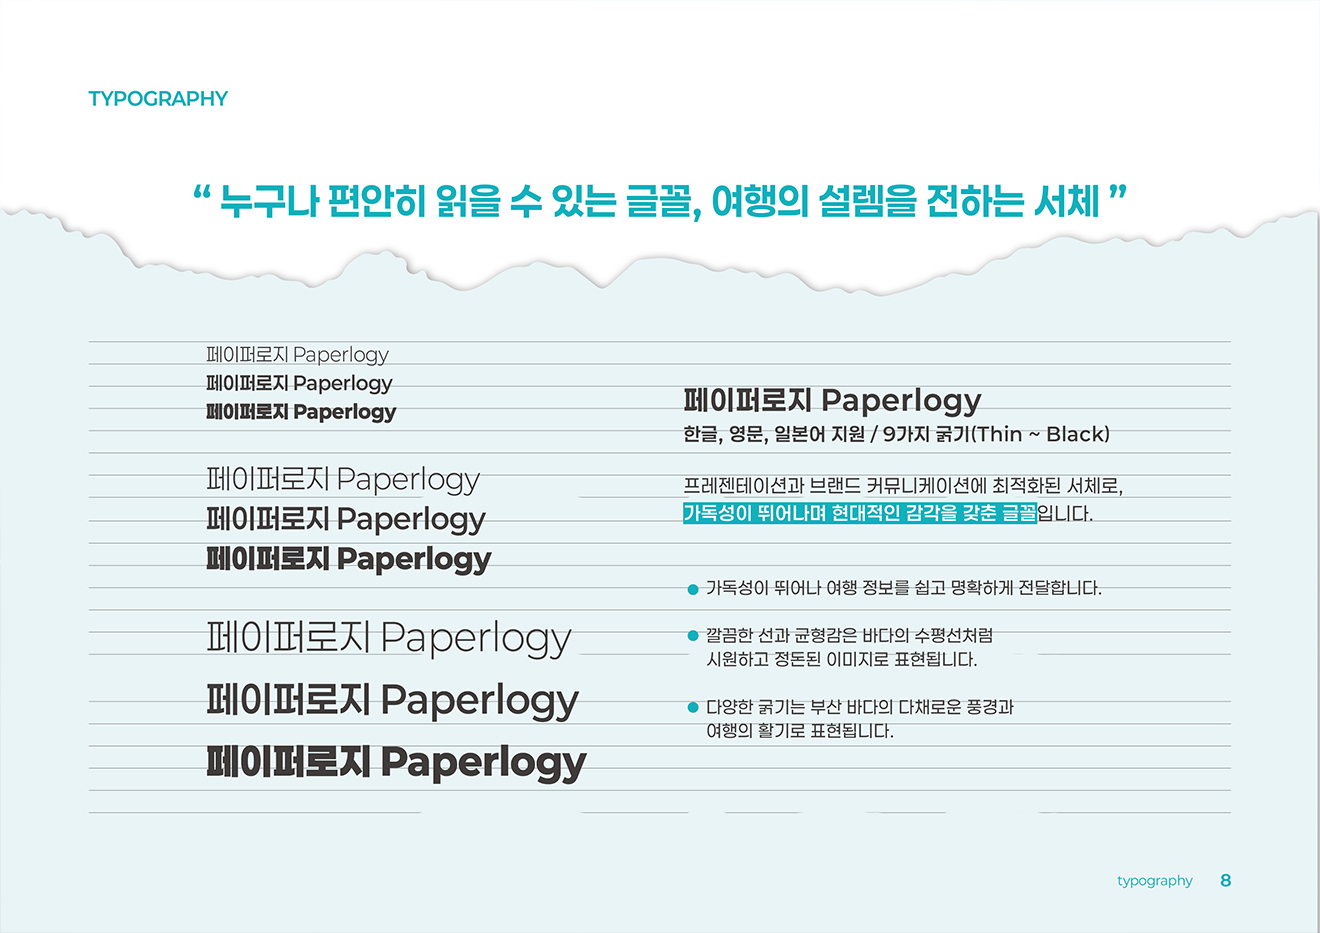 TYPOGRAPHY
“ 누구나 편안히 읽을 수 있는 글꼴, 여행의 설렘을 전하는 서체 ”
페이퍼로지 Paperlogy
페이퍼로지 Paperlogy
페이퍼로지 Paperlogy
페이퍼로지 Paperlogy
페이퍼로지 Paperlogy
페이퍼로지 Paperlogy
페이퍼로지 Paperlogy
페이퍼로지 Paperlogy
페이퍼로지 Paperlogy
페이퍼로지 Paperlogy
한글, 영문, 일본어 지원 / 9가지 굵기(Thin ~ Black)
프레젠테이션과 브랜드 커뮤니케이션에 최적화된 서체로,
가독성이 뛰어나며 현대적인 감각을 갖춘 글꼴입니다.
● 가독성이 뛰어나 여행 정보를 쉽고 명확하게 전달합니다.
● 깔끔한 선과 균형감은 바다의 수평선처럼
시원하고 정돈된 이미지로 표현됩니다.
● 다양한 굵기는 부산 바다의 다채로운 풍경과
여행의 활기로 표현됩니다.
typography 8